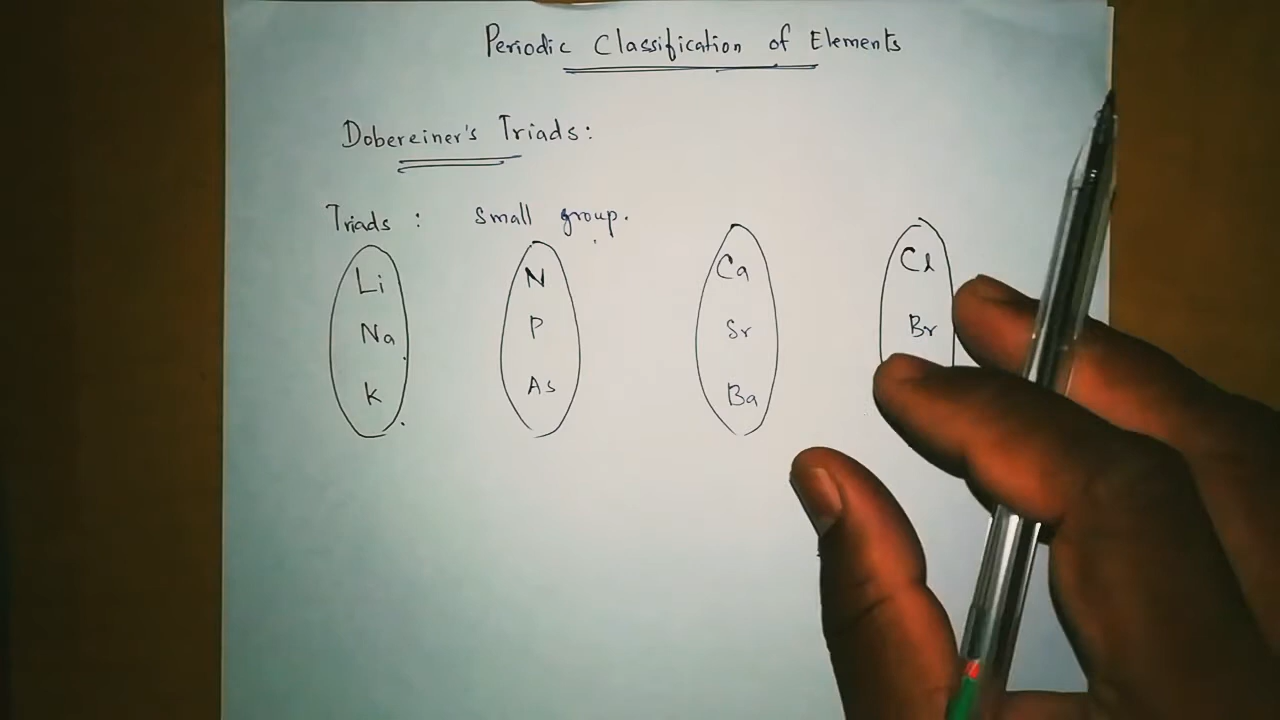 Periodic Classification of Elements
Dobereiner's Triads:
Triads : Small group.
Li N Ca Cl
Na P Sr Br
K As Ba